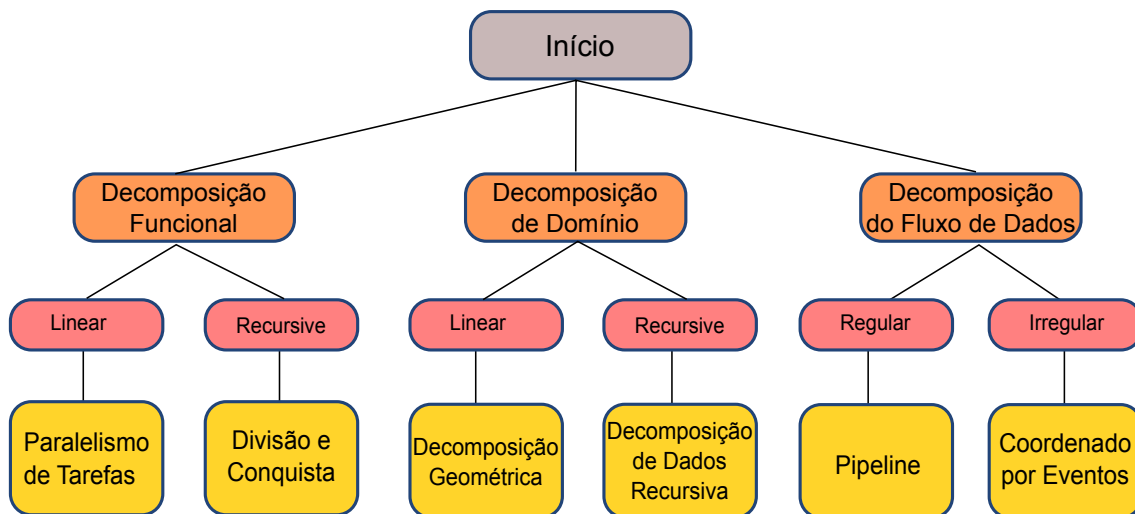 Início
Decomposição
Funcional
Decomposição
de Domínio
Decomposição
do Fluxo de Dados
Linear
Recursive
Linear
Recursive
Regular
Irregular
Paralelismo
de Tarefas
Divisão e
Conquista
Decomposição
Geométrica
Decomposição
de Dados
Recursiva
Pipeline
Coordenado
por Eventos